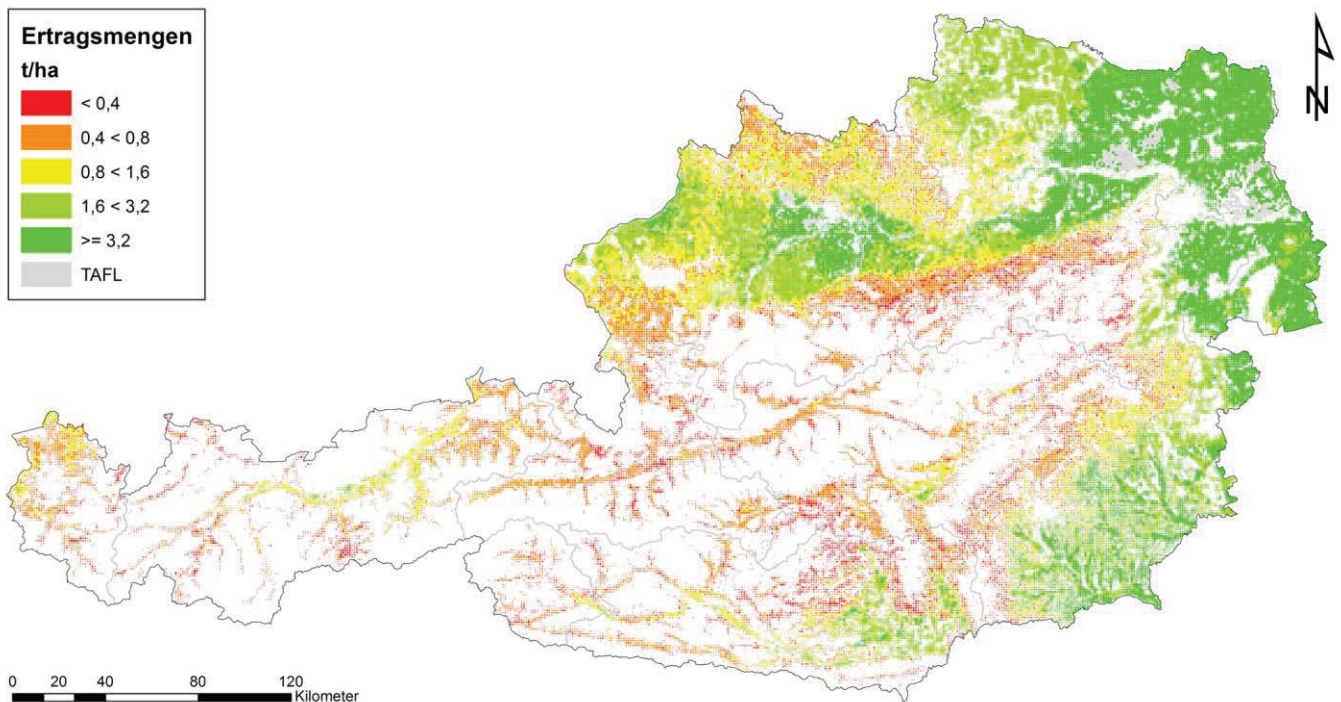 Ertragsmengen
t/ha
< 0,4
0,4 < 0,8
0,8 < 1,6
1,6 < 3,2
>= 3,2
TAFL
N
0 20 40 80 120
Kilometer